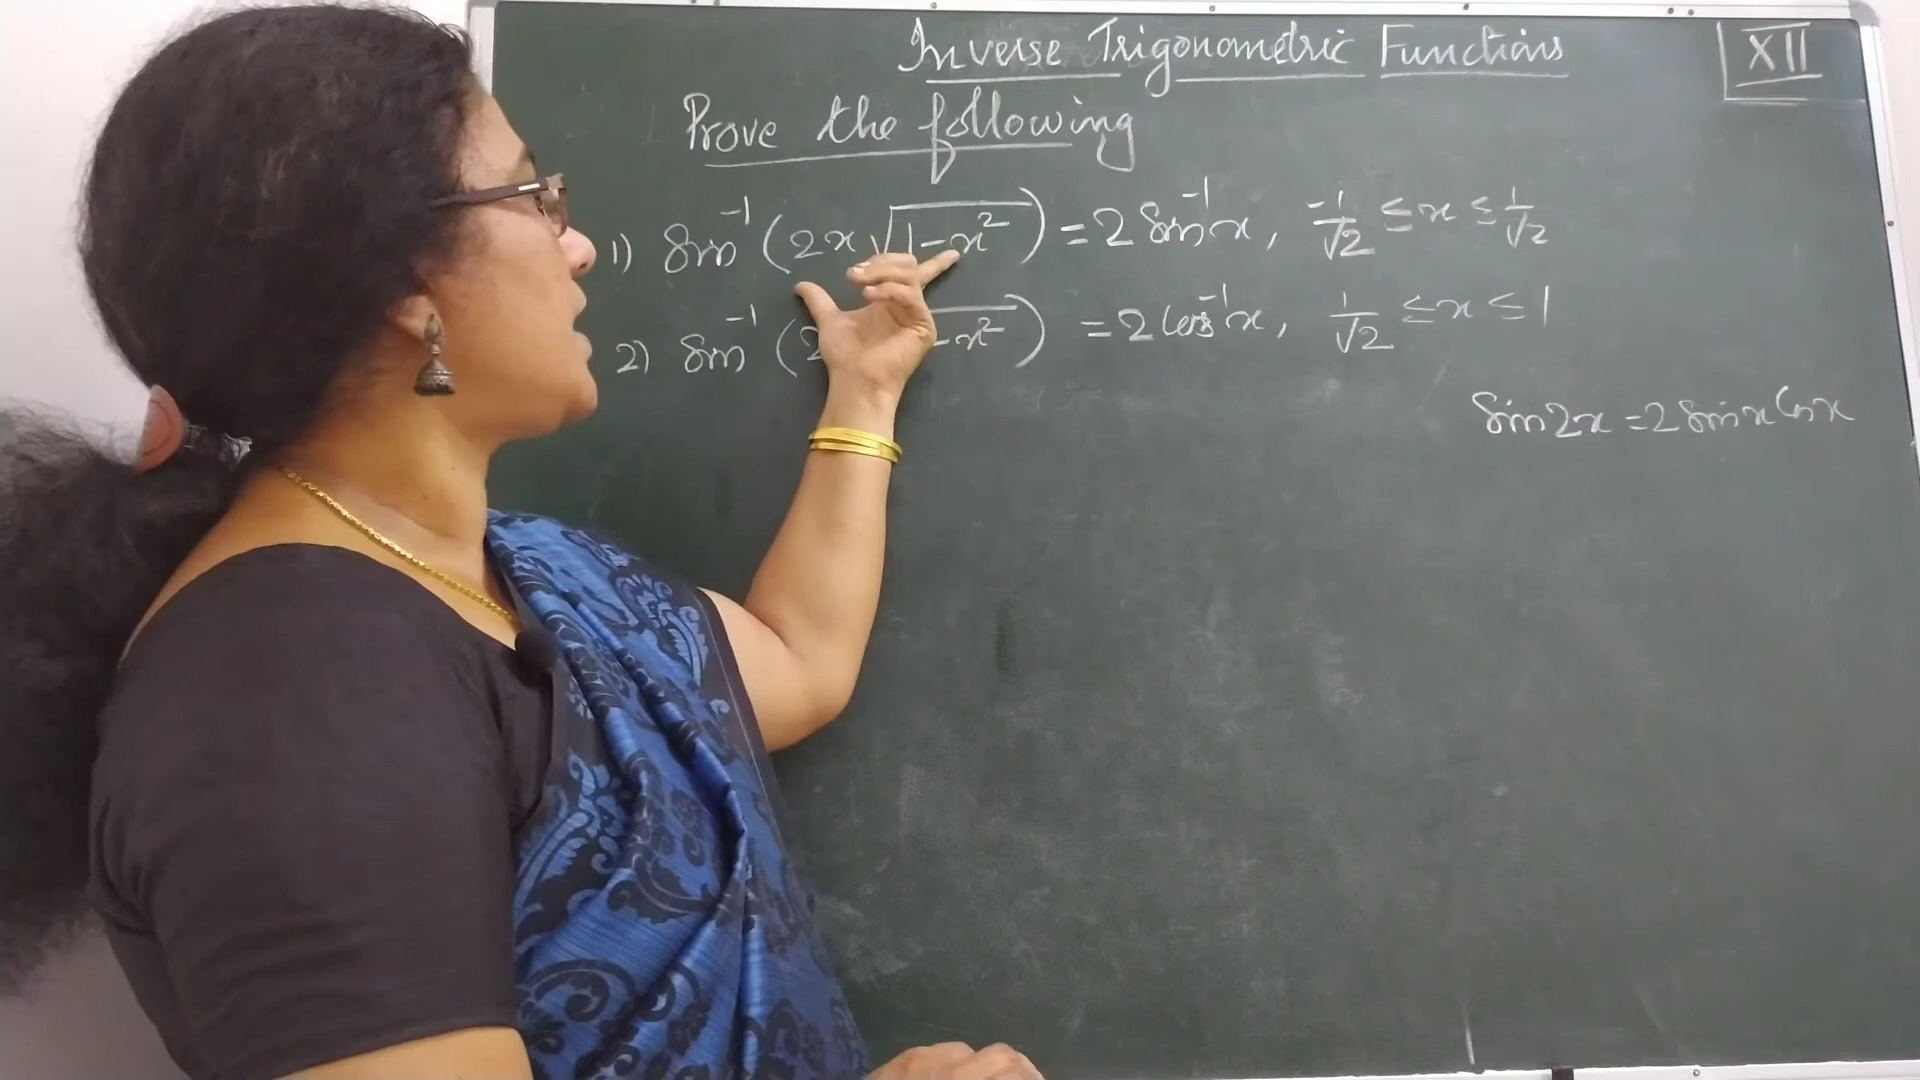 Inverse Trigonometric Functions
XII
Prove the following
1) Sin⁻¹(2x√1-x²) = 2 Sin⁻¹x, -1/√2 ≤ x ≤ 1/√2
2) Sin⁻¹(2 -x²) = 2 Cos⁻¹x, 1/√2 ≤ x ≤ 1
Sin2x = 2 Sinx Cosx